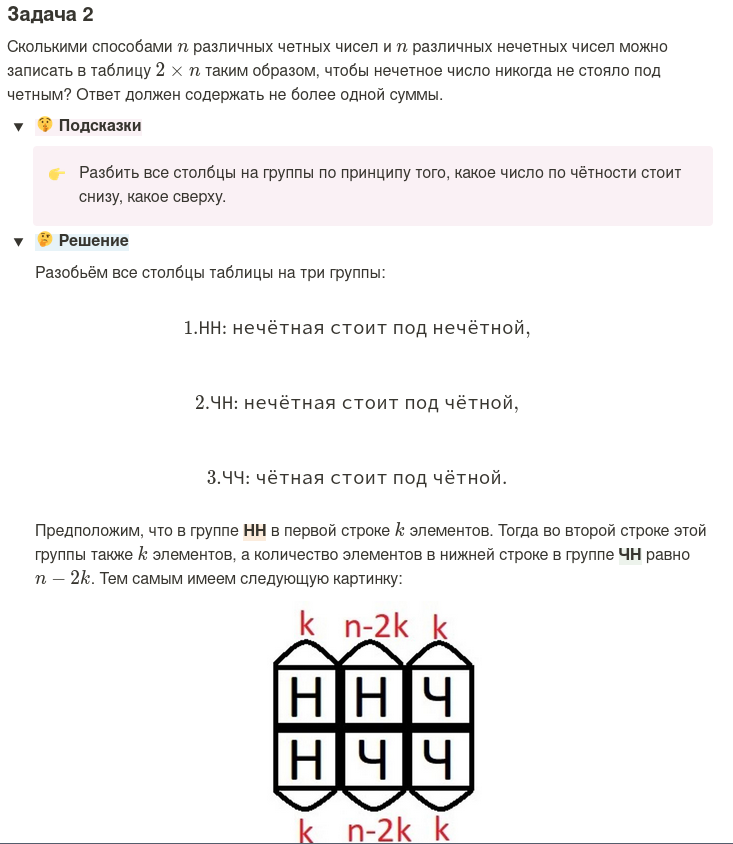 Задача 2
Сколькими способами n различных четных чисел и n различных нечетных чисел можно
записать в таблицу 2 × n таким образом, чтобы нечетное число никогда не стояло под
четным? Ответ должен содержать не более одной суммы.
Подсказки
Разбить все столбцы на группы по принципу того, какое число по чётности стоит
снизу, какое сверху.
Решение
Разобьём все столбцы таблицы на три группы:
1.НН: нечётная стоит под нечётной,
2.ЧН: нечётная стоит под чётной,
3.ЧЧ: чётная стоит под чётной.
Предположим, что в группе НН в первой строке k элементов. Тогда во второй строке этой
группы также k элементов, а количество элементов в нижней строке в группе ЧН равно
n − 2k. Тем самым имеем следующую картинку:
k n-2k k
Н Н Ч
Н Ч Ч
k n-2k k